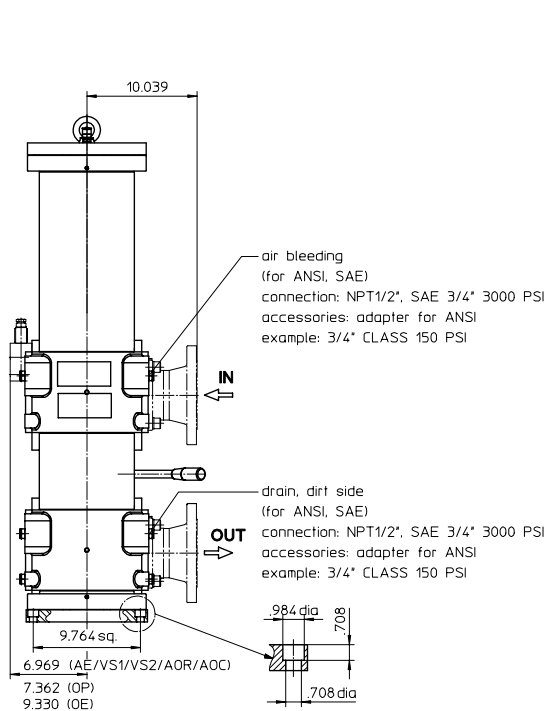 10.039
air bleeding
(for ANSI, SAE)
connection: NPT1/2", SAE 3/4" 3000 PSI
accessories: adapter for ANSI
example: 3/4" CLASS 150 PSI
IN
drain, dirt side
(for ANSI, SAE)
connection: NPT1/2", SAE 3/4" 3000 PSI
accessories: adapter for ANSI
example: 3/4" CLASS 150 PSI
OUT
.984 dia
.708
9.764 sq.
6.969 (AE/VS1/VS2/AOR/AOC)
7.362 (OP)
9.330 (OE)
.708 dia